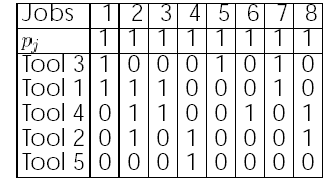 Jobs 1 2 3 4 5 6 7 8
p_j 1 1 1 1 1 1 1 1
Tool 3 1 0 0 0 1 0 1 0
Tool 1 1 1 1 0 0 0 1 0
Tool 4 0 1 1 0 0 1 0 1
Tool 2 0 1 0 1 0 0 0 1
Tool 5 0 0 0 1 0 0 0 0